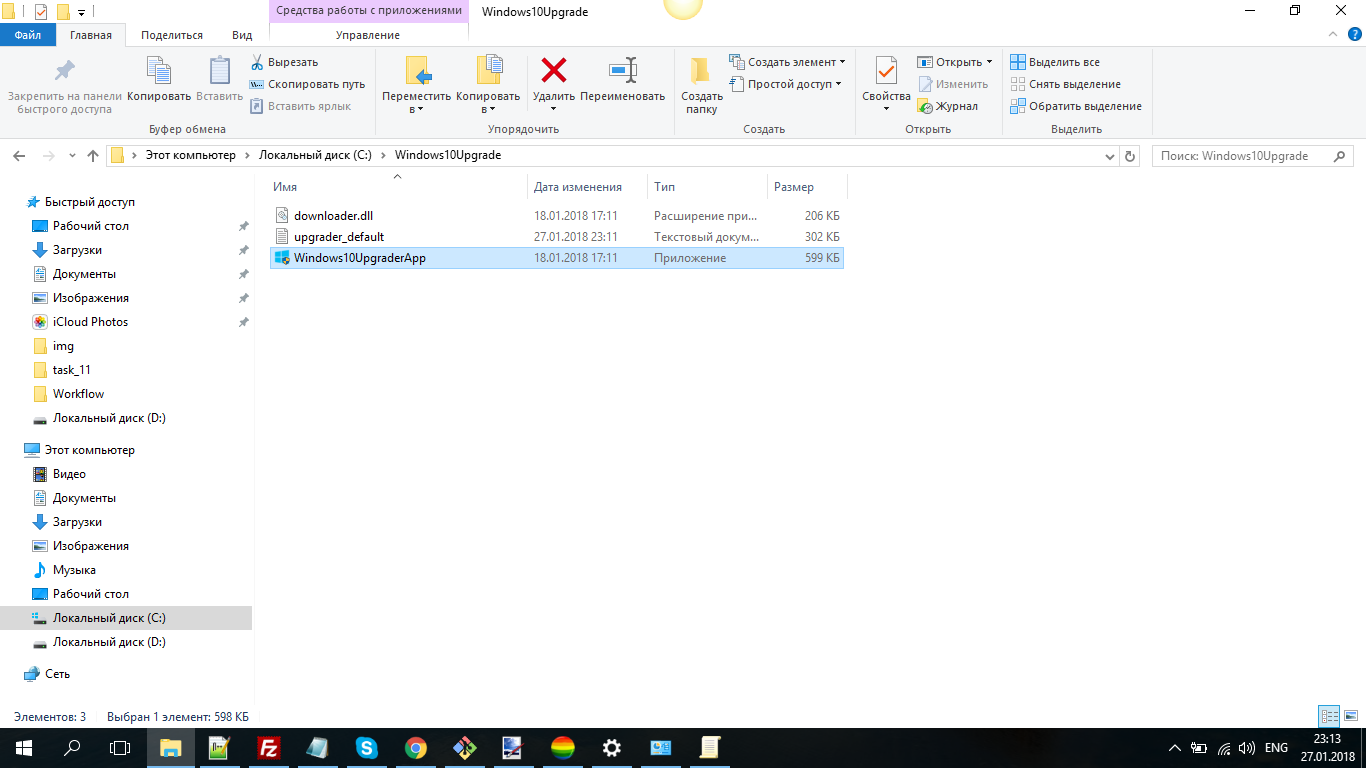 Средства работы с приложениями
Windows10Upgrade
Файл
Главная
Поделиться
Вид
Управление
Закрепить на панели
быстрого доступа
Копировать
Вставить
Вырезать
Скопировать путь
Вставить ярлык
Буфер обмена
Переместить
в
Копировать
в
Удалить
Переименовать
Упорядочить
Создать
папку
Создать элемент
Простой доступ
Создать
Свойства
Открыть
Изменить
Журнал
Открыть
Выделить все
Снять выделение
Обратить выделение
Выделить
Этот компьютер
Локальный диск (C:)
Windows10Upgrade
Поиск: Windows10Upgrade
Имя
Дата изменения
Тип
Размер
downloader.dll 18.01.2018 17:11 Расширение при... 206 КБ
upgrader_default 27.01.2018 23:11 Текстовый докум... 302 КБ
Windows10UpgraderApp 18.01.2018 17:11 Приложение 599 КБ
Быстрый доступ
Рабочий стол
Загрузки
Документы
Изображения
iCloud Photos
img
task_11
Workflow
Локальный диск (D:)
Этот компьютер
Видео
Документы
Загрузки
Изображения
Музыка
Рабочий стол
Локальный диск (C:)
Локальный диск (D:)
Сеть
Элементов: 3
Выбран 1 элемент: 598 КБ
ENG
23:13
27.01.2018